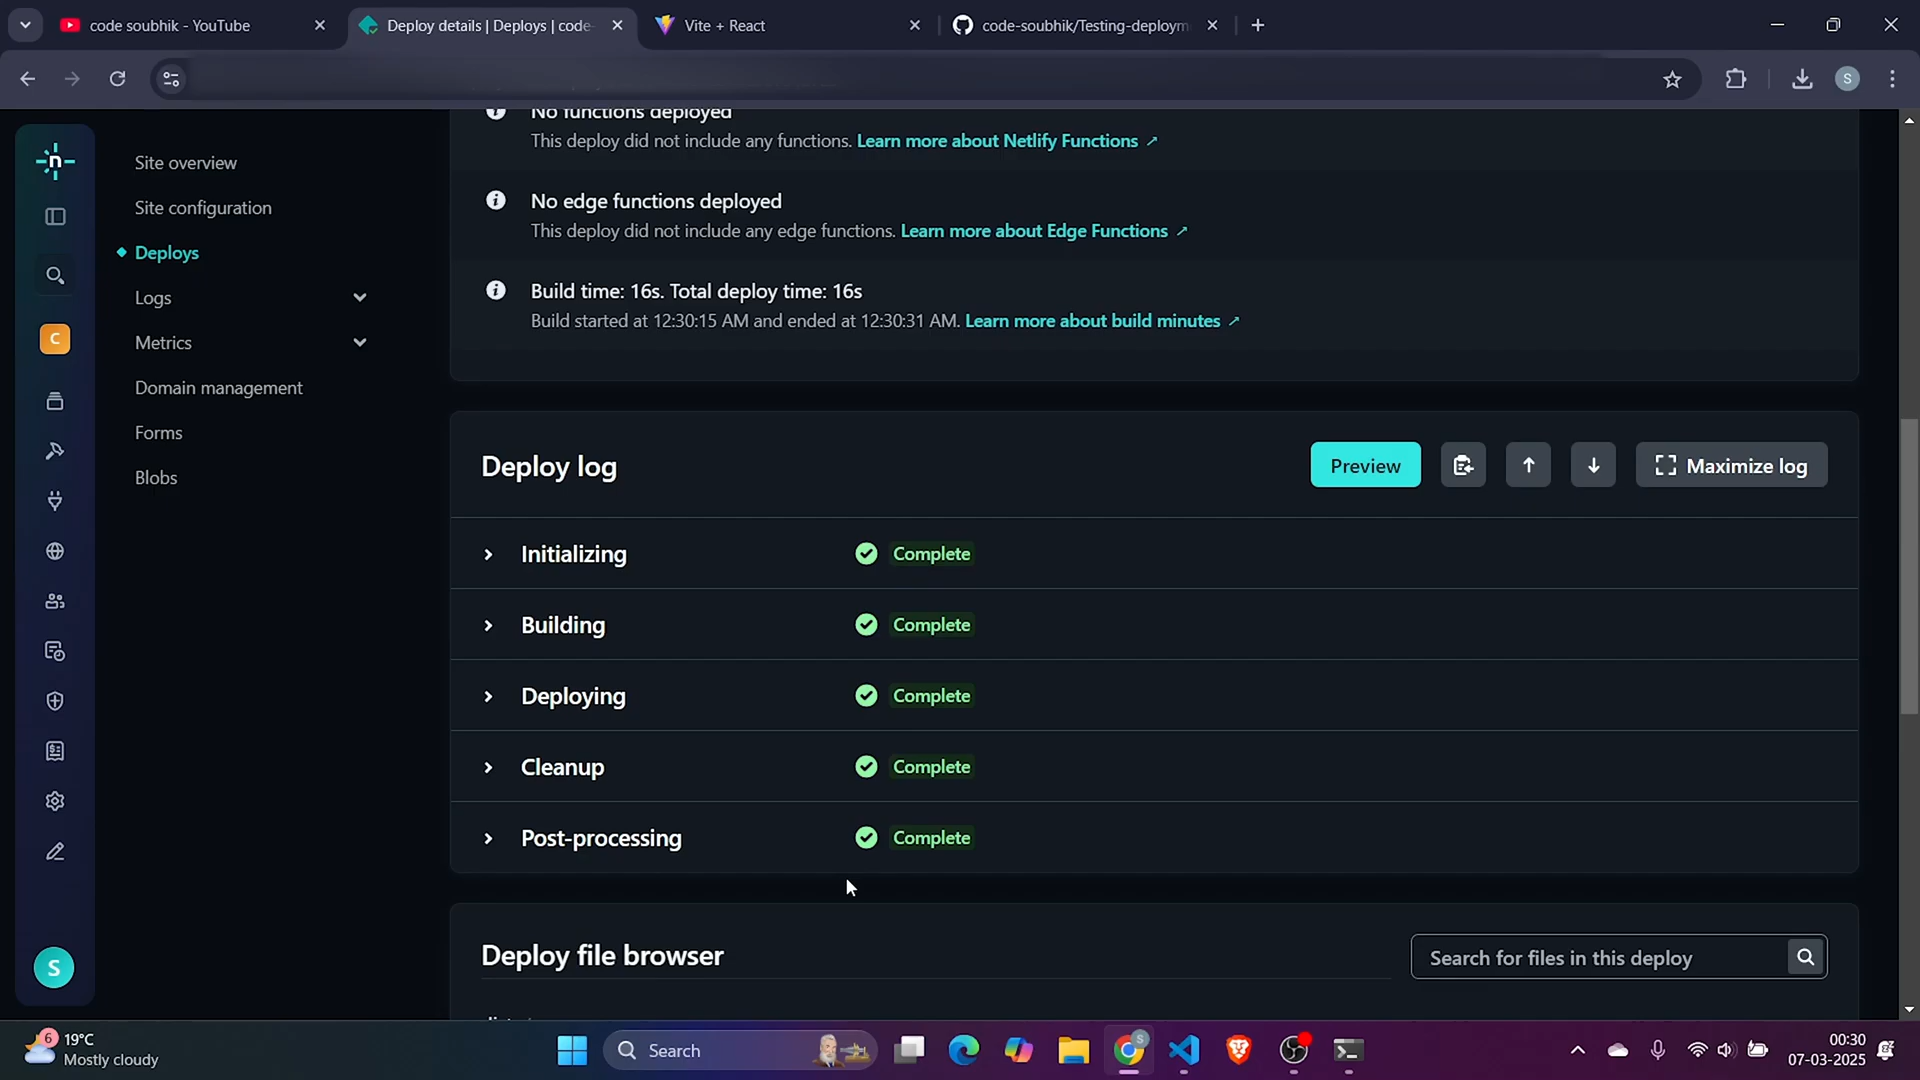 code soubhik - YouTube
Deploy details | Deploys | code-
Vite + React
code-soubhik/Testing-deploym
S
No functions deployed
This deploy did not include any functions. Learn more about Netlify Functions
No edge functions deployed
This deploy did not include any edge functions. Learn more about Edge Functions
Build time: 16s. Total deploy time: 16s
Build started at 12:30:15 AM and ended at 12:30:31 AM. Learn more about build minutes
n
C
S
Site overview
Site configuration
Deploys
Logs
Metrics
Domain management
Forms
Blobs
Deploy log
Preview
Maximize log
Initializing Complete
Building Complete
Deploying Complete
Cleanup Complete
Post-processing Complete
Deploy file browser
Search for files in this deploy
6
19°C
Mostly cloudy
Search
S
00:30
07-03-2025